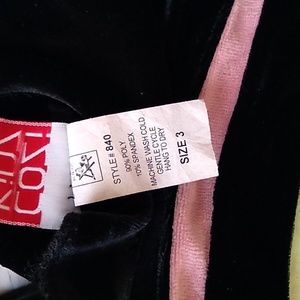 STYLE# 840
90% POLY
10% SPANDEX
MACHINE WASH COLD
GENTLE CYCLE
HANG TO DRY
SIZE 3